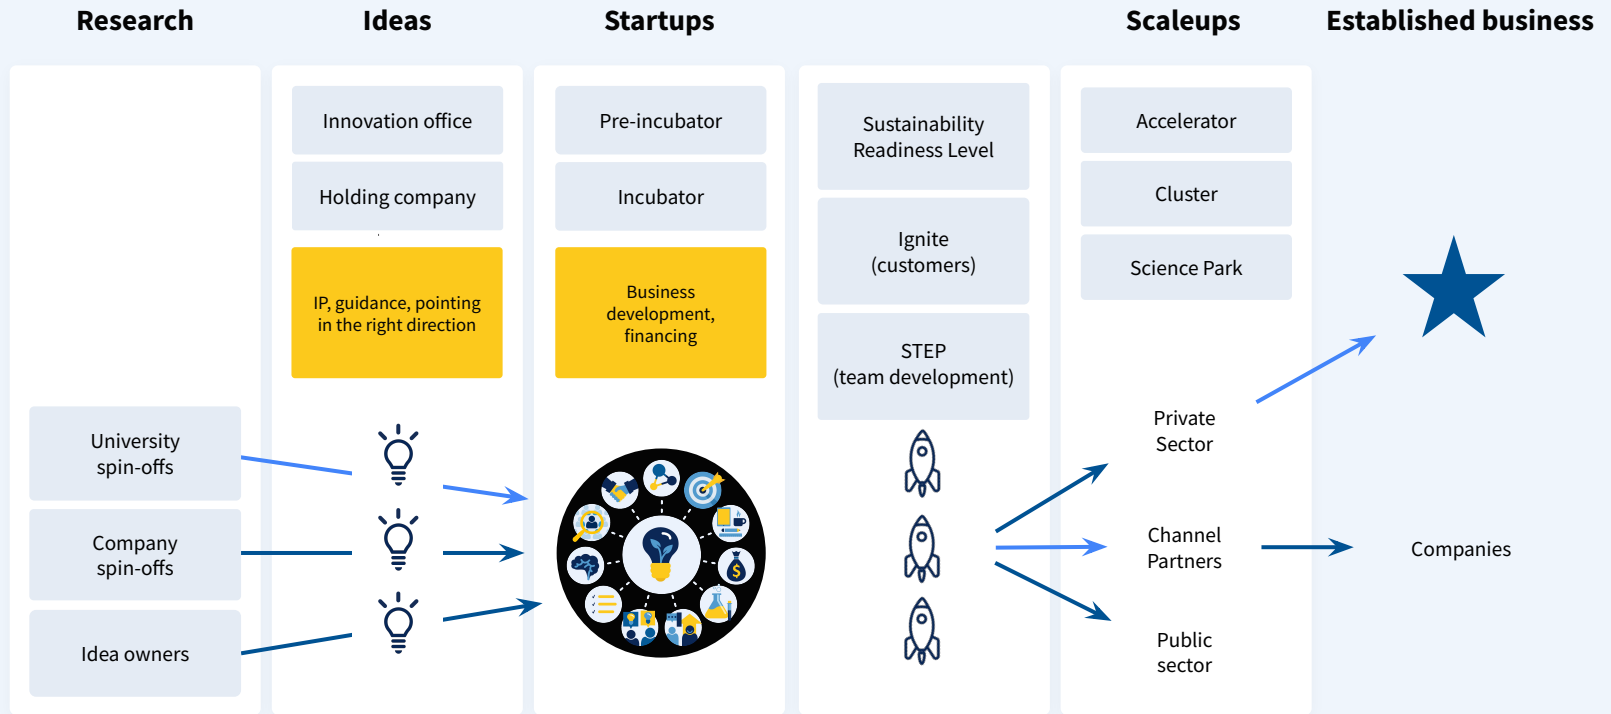 Research
Ideas
Startups
Scaleups
Established business
Innovation office
Holding company
IP, guidance, pointing
in the right direction
Pre-incubator
Incubator
Business
development,
financing
Sustainability
Readiness Level
Ignite
(customers)
STEP
(team development)
Accelerator
Cluster
Science Park
University
spin-offs
Company
spin-offs
Idea owners
$
Private
Sector
Channel
Partners
Public
sector
Companies